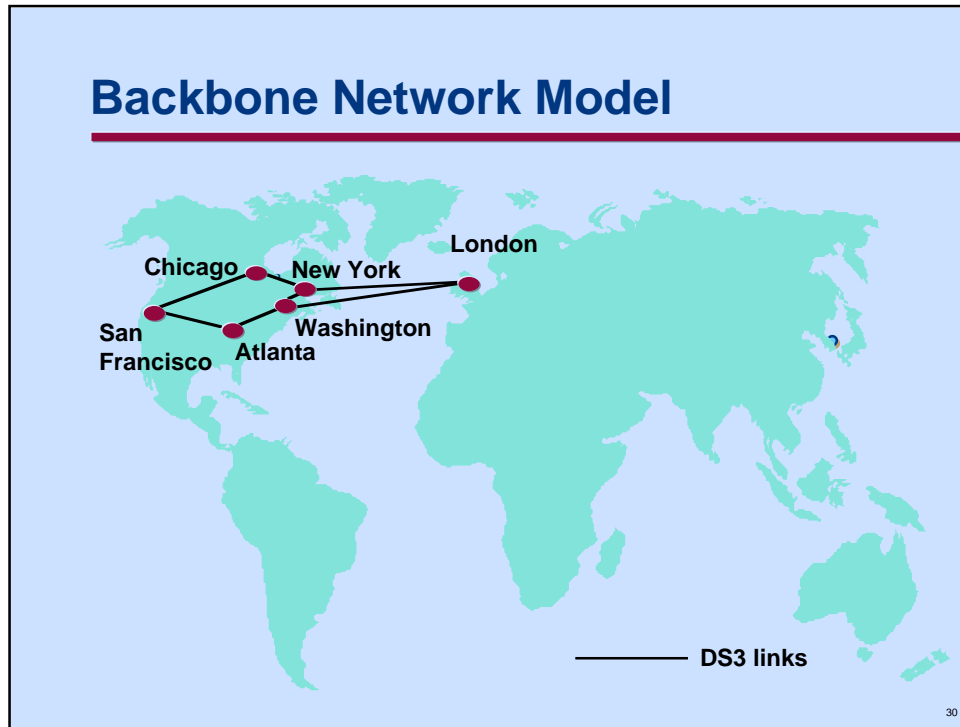 Backbone Network Model
London
Chicago
New York
Washington
San
Francisco
Atlanta
DS3 links
30